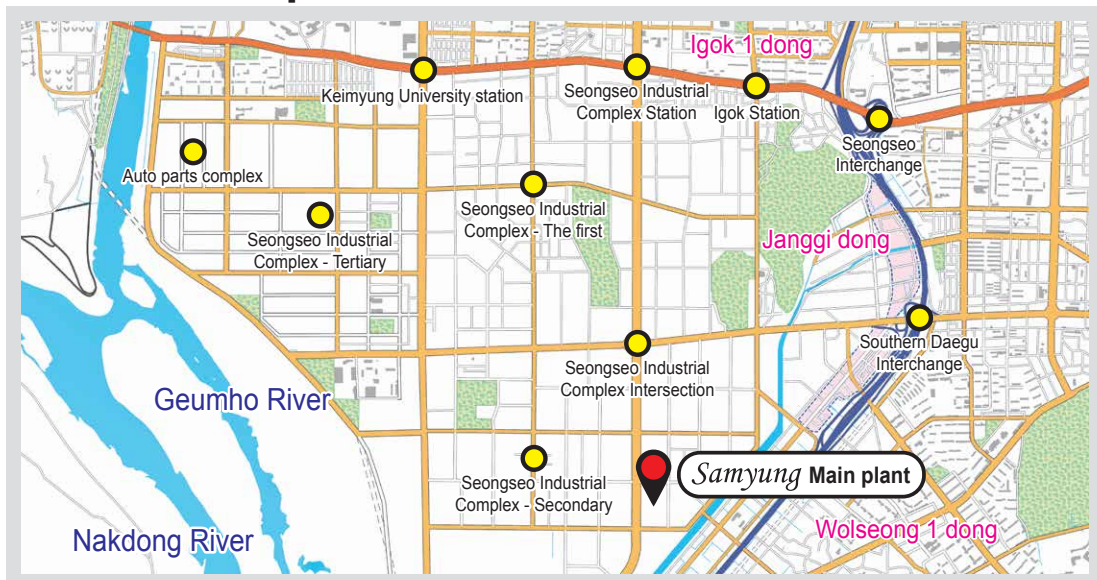 Igok 1 dong
Keimyung University station
Seongseo Industrial
Complex Station
Igok Station
Seongseo
Interchange
Auto parts complex
Seongseo Industrial
Complex - The first
Seongseo Industrial
Complex - Tertiary
Janggi dong
Southern Daegu
Interchange
Seongseo Industrial
Complex Intersection
Geumho River
Samyung Main plant
Seongseo Industrial
Complex - Secondary
Wolseong 1 dong
Nakdong River